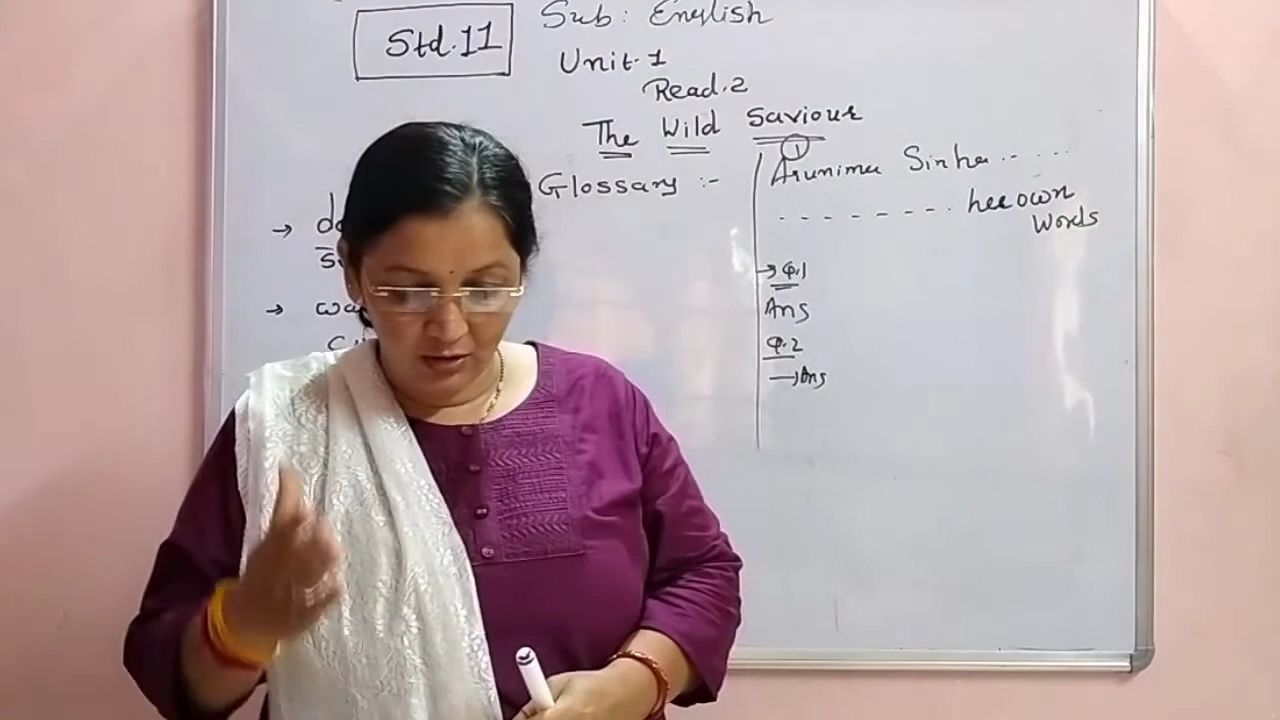 Std.11
Sub: English
Unit.1
Read.2
The Wild Saviour
Glossary :-
1
Arunima Sinha .. ...
- - - - - - - - . her own
Words
→
→
→ Q.1
Ans
Q.2
→ Ans